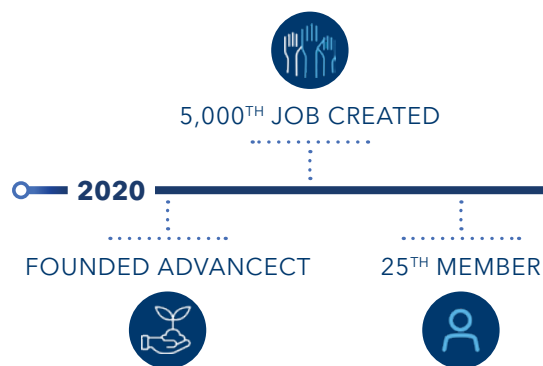 5,000TH JOB CREATED
2020
FOUNDED ADVANCECT
25TH MEMBER